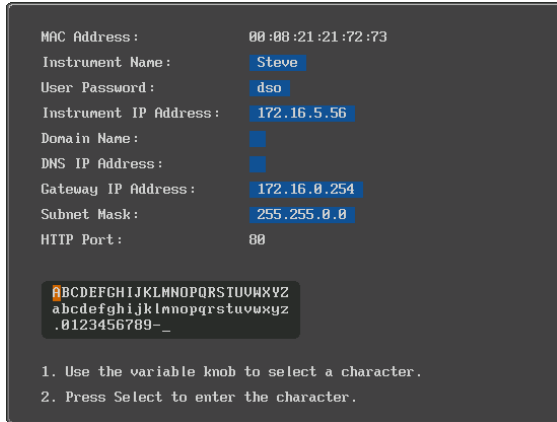 MAC Address: 00:08:21:21:72:73
Instrument Name: Steve
User Password: dso
Instrument IP Address: 172.16.5.56
Domain Name:
DNS IP Address:
Gateway IP Address: 172.16.0.254
Subnet Mask: 255.255.0.0
HTTP Port: 80
ABCDEFGHIJKLMNOPQRSTUVWXYZ
abcdefghijklmnopqrstuvwxyz
.0123456789-_
1. Use the variable knob to select a character.
2. Press Select to enter the character.